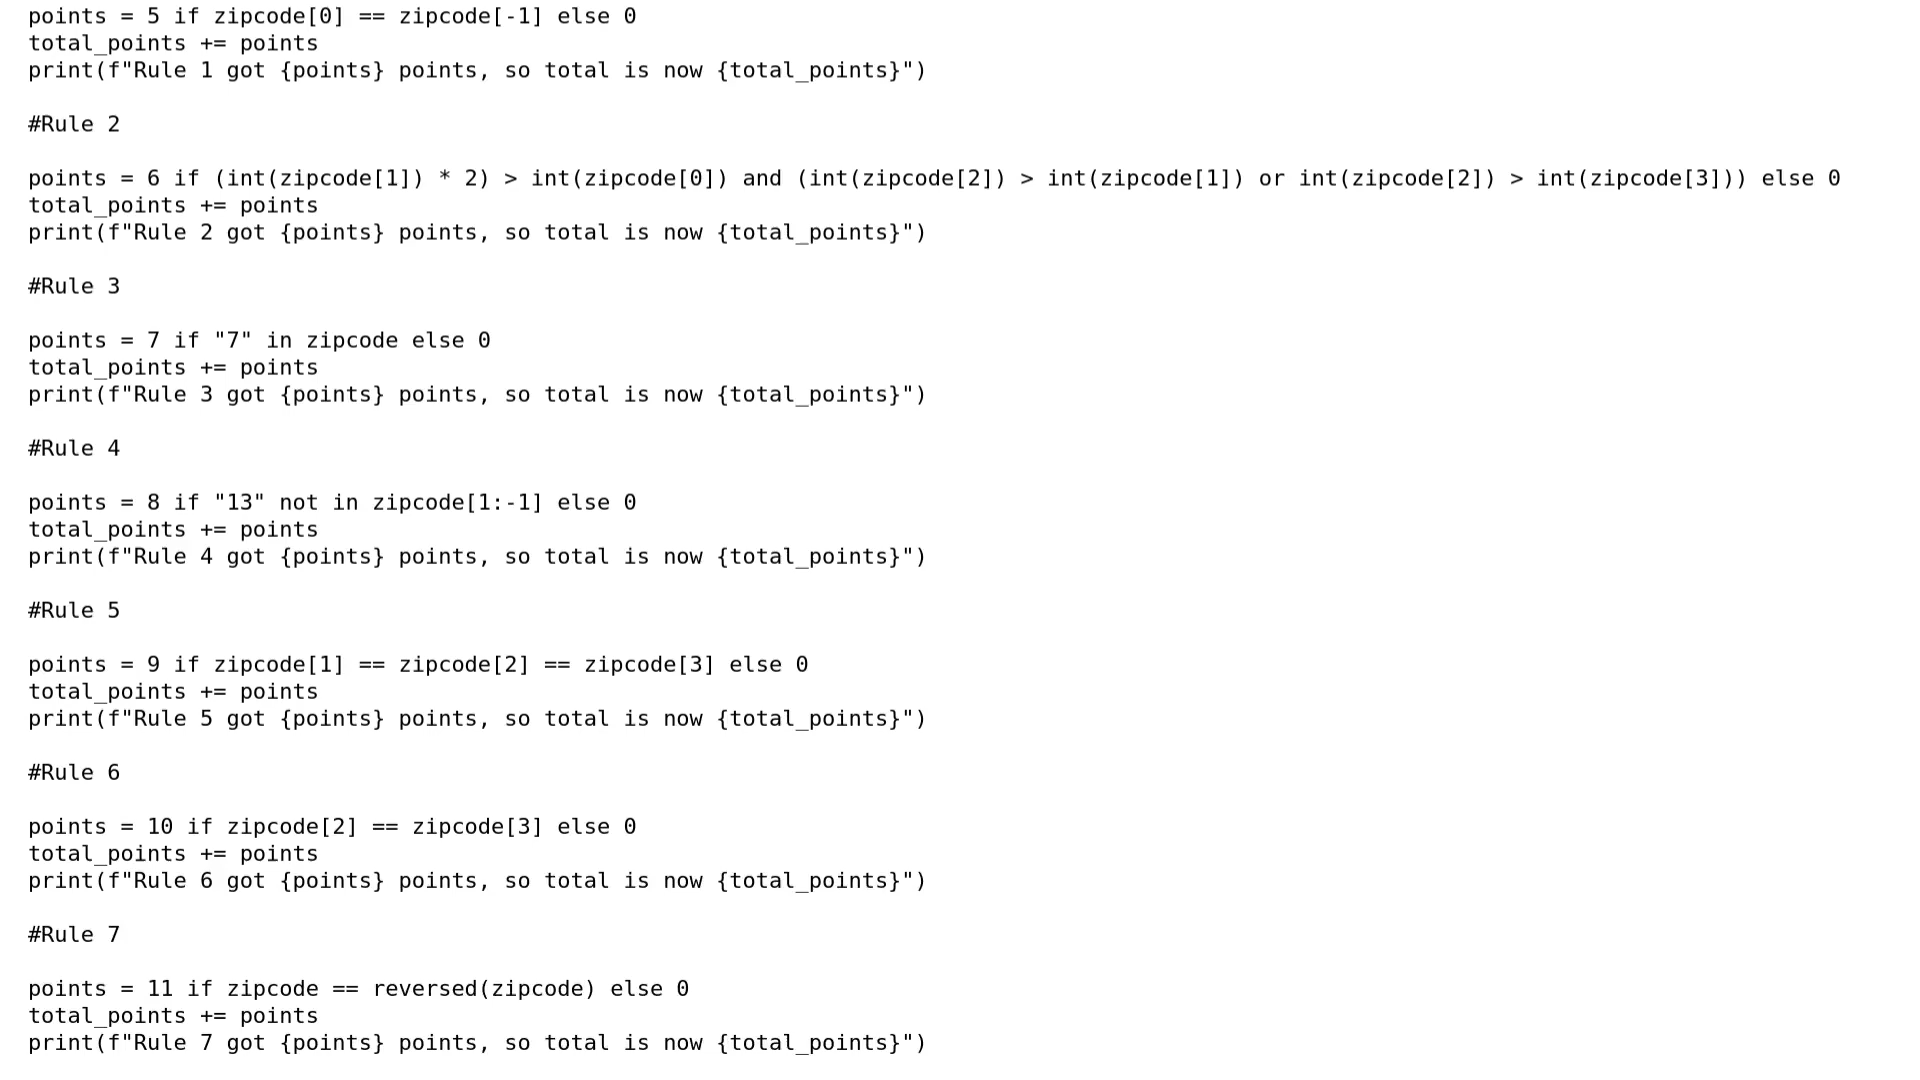 points = 5 if zipcode[0] == zipcode[-1] else 0
total_points += points
print(f"Rule 1 got {points} points, so total is now {total_points}")
#Rule 2
points = 6 if (int(zipcode[1]) * 2) > int(zipcode[0]) and (int(zipcode[2]) > int(zipcode[1]) or int(zipcode[2]) > int(zipcode[3])) else 0
total_points += points
print(f"Rule 2 got {points} points, so total is now {total_points}")
#Rule 3
points = 7 if "7" in zipcode else 0
total_points += points
print(f"Rule 3 got {points} points, so total is now {total_points}")
#Rule 4
points = 8 if "13" not in zipcode[1:-1] else 0
total_points += points
print(f"Rule 4 got {points} points, so total is now {total_points}")
#Rule 5
points = 9 if zipcode[1] == zipcode[2] == zipcode[3] else 0
total_points += points
print(f"Rule 5 got {points} points, so total is now {total_points}")
#Rule 6
points = 10 if zipcode[2] == zipcode[3] else 0
total_points += points
print(f"Rule 6 got {points} points, so total is now {total_points}")
#Rule 7
points = 11 if zipcode == reversed(zipcode) else 0
total_points += points
print(f"Rule 7 got {points} points, so total is now {total_points}")